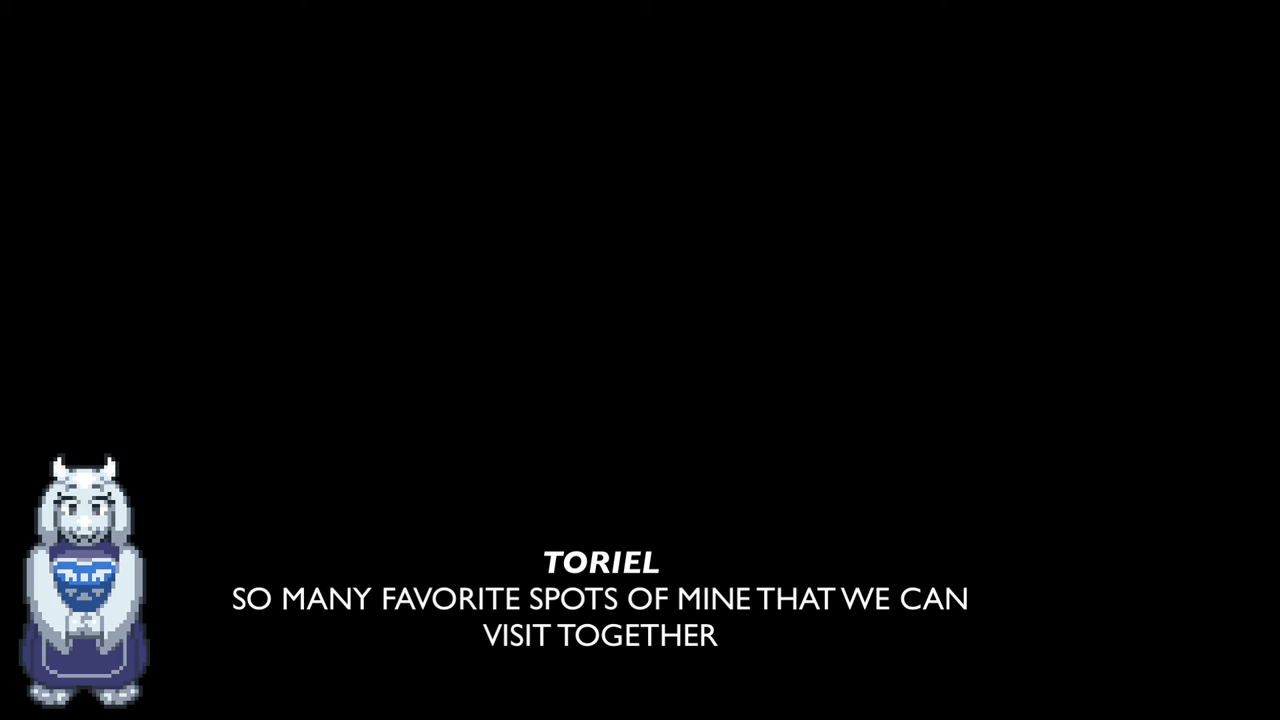 TORIEL
SO MANY FAVORITE SPOTS OF MINE THAT WE CAN
VISIT TOGETHER